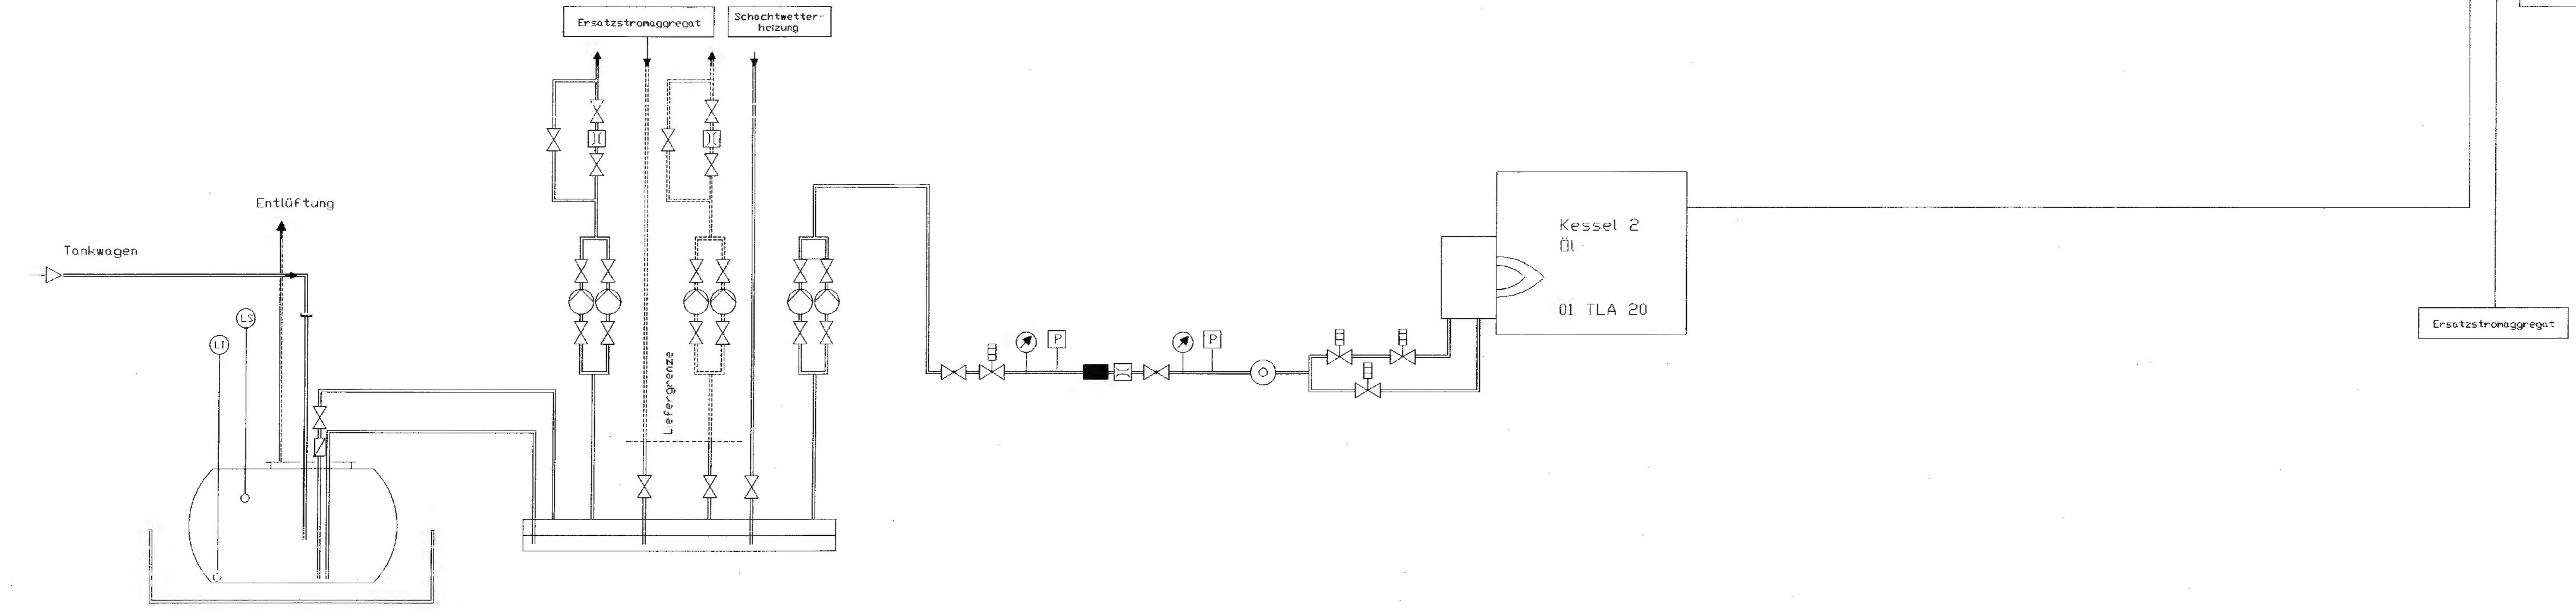 Ersatzstromaggregat
Schachtwetter-
heizung
Entlüftung
Tankwagen
LS
LI
Liefergrenze
P
P
Kessel 2
Öl
01 TLA 20
Ersatzstromaggregat